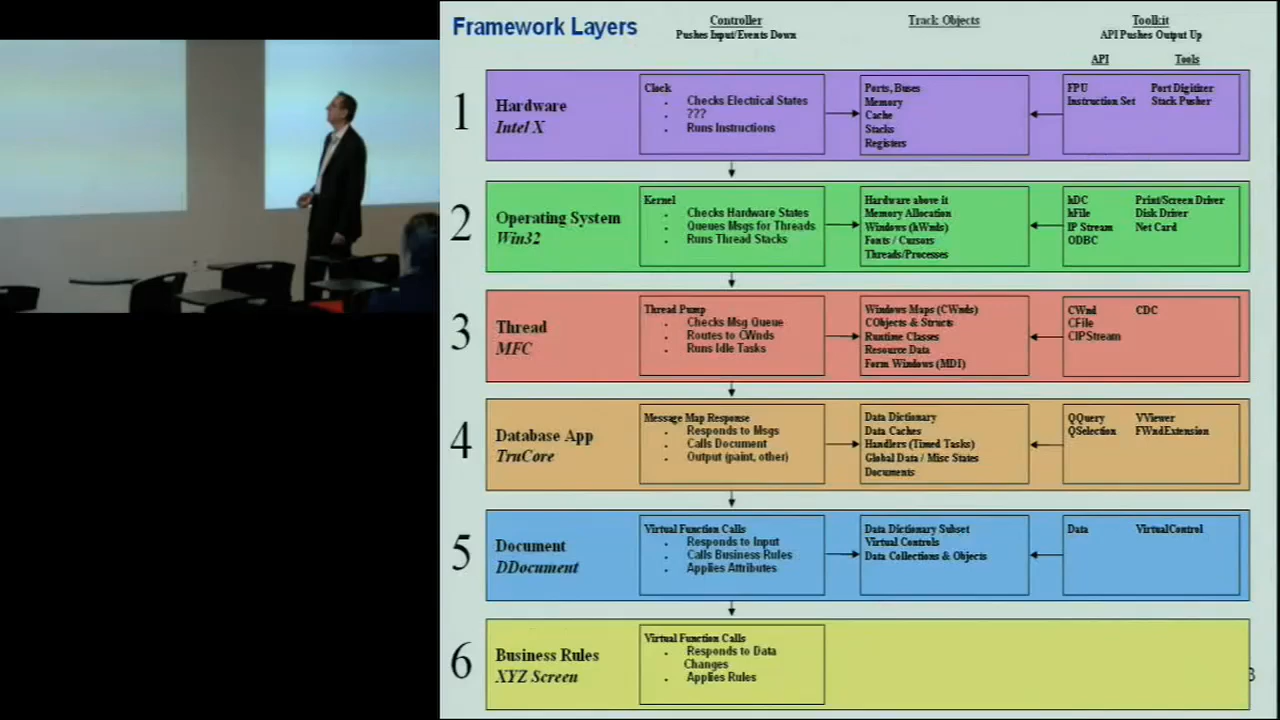 Framework Layers
Controller
Pushes Input/Events Down
Track Objects
Toolkit
API Pushes Output Up
API
Tools
1
Hardware
Intel X
Clock
Checks Electrical States
???
Runs Instructions
Ports, Buses
Memory
Cache
Stacks
Registers
FPU
Instruction Set
Port Digitizer
Stack Pusher
2
Operating System
Win32
Kernel
Checks Hardware States
Queues Msgs for Threads
Runs Thread Stacks
Hardware above it
Memory Allocation
Windows (hWnds)
Fonts / Cursors
Threads/Processes
hDC
hFile
IP Stream
ODBC
Print/Screen Driver
Disk Driver
Net Card
3
Thread
MFC
Thread Pump
Checks Msg Queue
Routes to CWnds
Runs Idle Tasks
Windows Maps (CWnds)
CObjects & Structs
Runtime Classes
Resource Data
Form Windows (MDI)
CWnd
CFile
CIPStream
CDC
4
Database App
TruCore
Message Map Response
Responds to Msgs
Calls Document
Output (paint, other)
Data Dictionary
Data Caches
Handlers (Timed Tasks)
Global Data / Misc States
Documents
QQuery
QSelection
VViewer
FWndExtension
5
Document
DDocument
Virtual Function Calls
Responds to Input
Calls Business Rules
Applies Attributes
Data Dictionary Subset
Virtual Controls
Data Collections & Objects
Data
VirtualControl
6
Business Rules
XYZ Screen
Virtual Function Calls
Responds to Data
Changes
Applies Rules
3